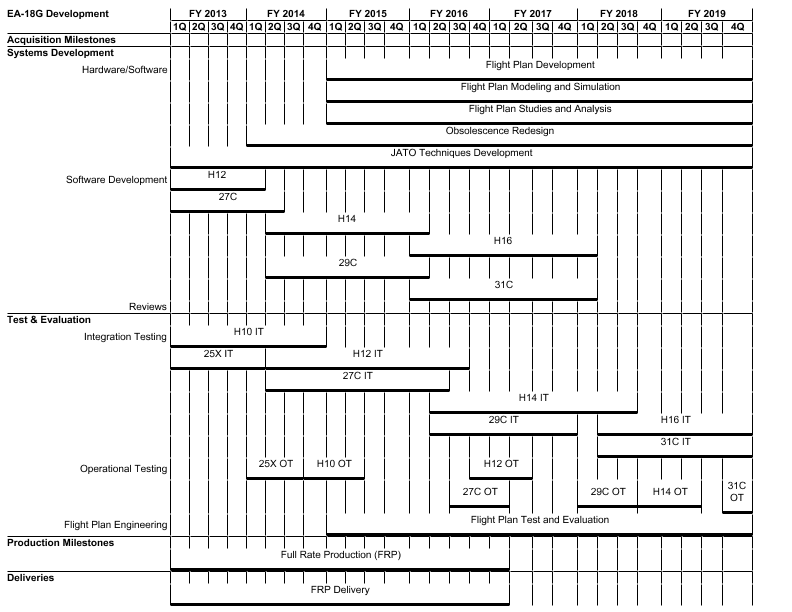 EA-18G Development FY 2013 FY 2014 FY 2015 FY 2016 FY 2017 FY 2018 FY 2019
1Q 2Q 3Q 4Q 1Q 2Q 3Q 4Q 1Q 2Q 3Q 4Q 1Q 2Q 3Q 4Q 1Q 2Q 3Q 4Q 1Q 2Q 3Q 4Q 1Q 2Q 3Q 4Q
Acquisition Milestones
Systems Development
Hardware/Software Flight Plan Development
Flight Plan Modeling and Simulation
Flight Plan Studies and Analysis
Obsolescence Redesign
JATO Techniques Development
Software Development H12
27C
H14
H16
29C
31C
Reviews
Test & Evaluation
Integration Testing H10 IT
25X IT H12 IT
27C IT
H14 IT
29C IT H16 IT
31C IT
Operational Testing 25X OT H10 OT H12 OT
27C OT 29C OT H14 OT 31C OT
Flight Plan Engineering Flight Plan Test and Evaluation
Production Milestones
Full Rate Production (FRP)
Deliveries
FRP Delivery